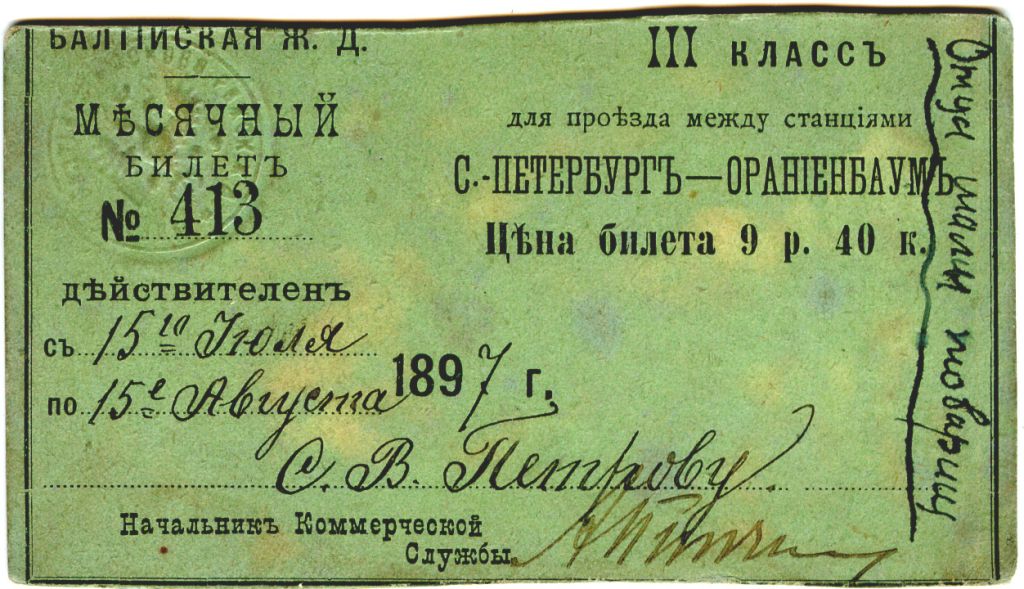 БАЛТІЙСКАЯ Ж. Д.
МѢСЯЧНЫЙ
БИЛЕТЪ
№ 413
дѣйствителенъ
съ 15го Іюля
по 15е Августа
1897 г.
III КЛАССЪ
для проѣзда между станціями
С.-ПЕТЕРБУРГЪ—ОРАНІЕНБАУМЪ
Цѣна билета 9 р. 40 к.
С. В. Петрову.
Начальникъ Коммерческой
Службы
товарищу